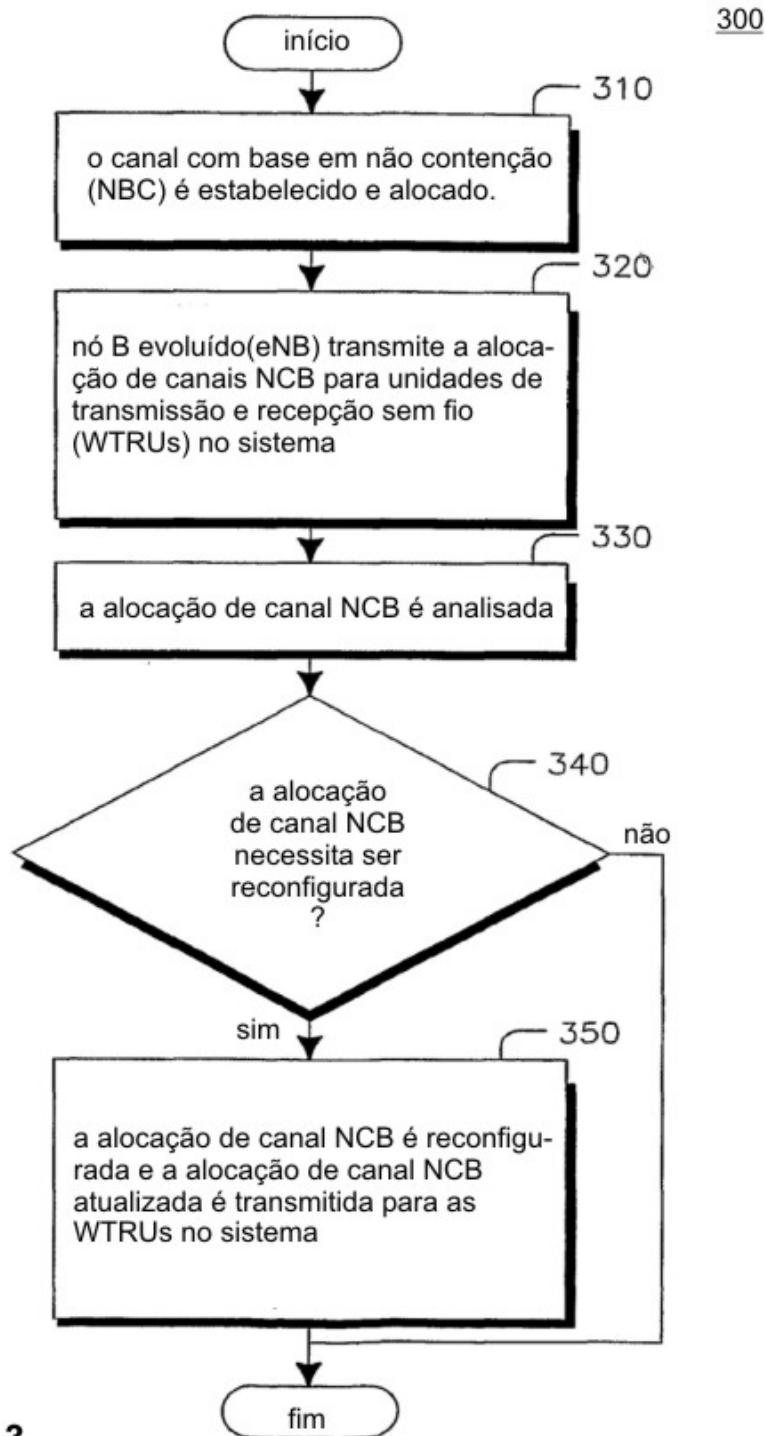 300
início
310
o canal com base em não contenção
(NBC) é estabelecido e alocado.
320
nó B evoluído(eNB) transmite a aloca-
ção de canais NCB para unidades de
transmissão e recepção sem fio
(WTRUs) no sistema
330
a alocação de canal NCB é analisada
340
a alocação
de canal NCB
necessita ser
reconfigurada
?
não
sim
350
a alocação de canal NCB é reconfigu-
rada e a alocação de canal NCB
atualizada é transmitida para as
WTRUs no sistema
fim